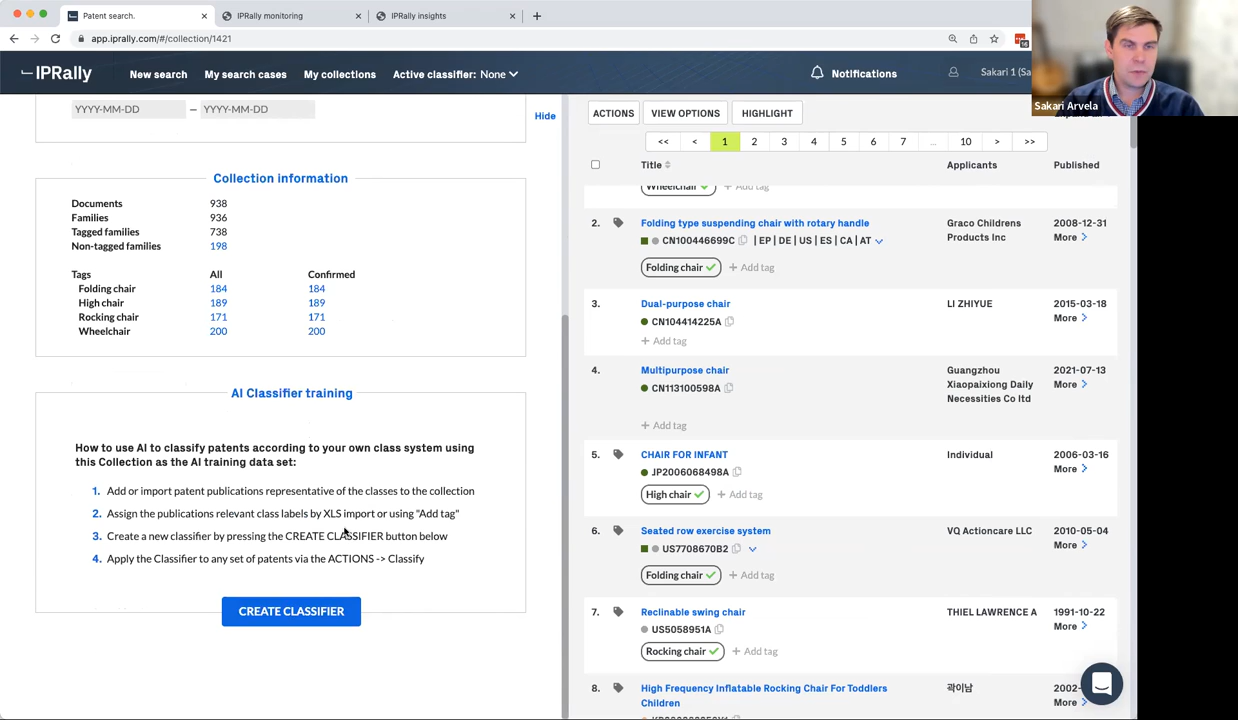 Patent search.
IPRally monitoring
IPRally insights
app.iprally.com/#/collection/1421
16
IPRally
New search
My search cases
My collections
Active classifier: None
Notifications
Sakari 1 (Sa
Sakari Arvela
YYYY-MM-DD
–
YYYY-MM-DD
Hide
Collection information
Documents 938
Families 936
Tagged families 738
Non-tagged families 198
Tags All Confirmed
Folding chair 184 184
High chair 189 189
Rocking chair 171 171
Wheelchair 200 200
AI Classifier training
How to use AI to classify patents according to your own class system using
this Collection as the AI training data set:
1. Add or import patent publications representative of the classes to the collection
2. Assign the publications relevant class labels by XLS import or using "Add tag"
3. Create a new classifier by pressing the CREATE CLASSIFIER button below
4. Apply the Classifier to any set of patents via the ACTIONS -> Classify
CREATE CLASSIFIER
ACTIONS
VIEW OPTIONS
HIGHLIGHT
<< < 1 2 3 4 5 6 7 ... 10 > >>
Title Applicants Published
Wheelchair + Add tag
2. Folding type suspending chair with rotary handle
CN100446699C | EP | DE | US | ES | CA | AT
Folding chair + Add tag
Graco Childrens
Products Inc
2008-12-31
More
3. Dual-purpose chair
CN104414225A
+ Add tag
LI ZHIYUE
2015-03-18
More
4. Multipurpose chair
CN113100598A
+ Add tag
Guangzhou
Xiaopaixiong Daily
Necessities Co ltd
2021-07-13
More
5. CHAIR FOR INFANT
JP2006068498A
High chair + Add tag
Individual
2006-03-16
More
6. Seated row exercise system
US7708670B2
Folding chair + Add tag
VQ Actioncare LLC
2010-05-04
More
7. Reclinable swing chair
US5058951A
Rocking chair + Add tag
THIEL LAWRENCE A
1991-10-22
More
8. High Frequency Inflatable Rocking Chair For Toddlers
Children
곽이남
2002-
More